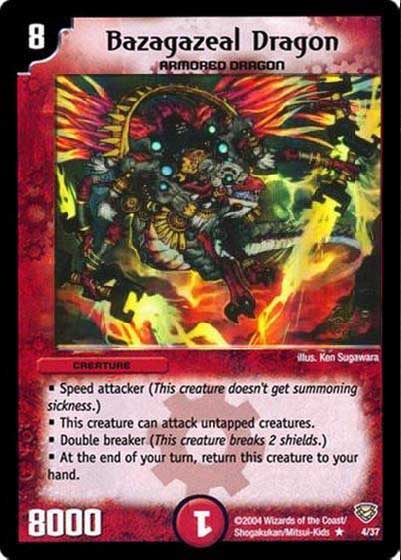 8
Bazagazeal Dragon
ARMORED DRAGON
illus. Ken Sugawara
CREATURE
▪ Speed attacker (This creature doesn't get summoning
sickness.)
▪ This creature can attack untapped creatures.
▪ Double breaker (This creature breaks 2 shields.)
▪ At the end of your turn, return this creature to your
hand.
8000
1
©2004 Wizards of the Coast/
Shogakukan/Mitsui-Kids ★ 4/37